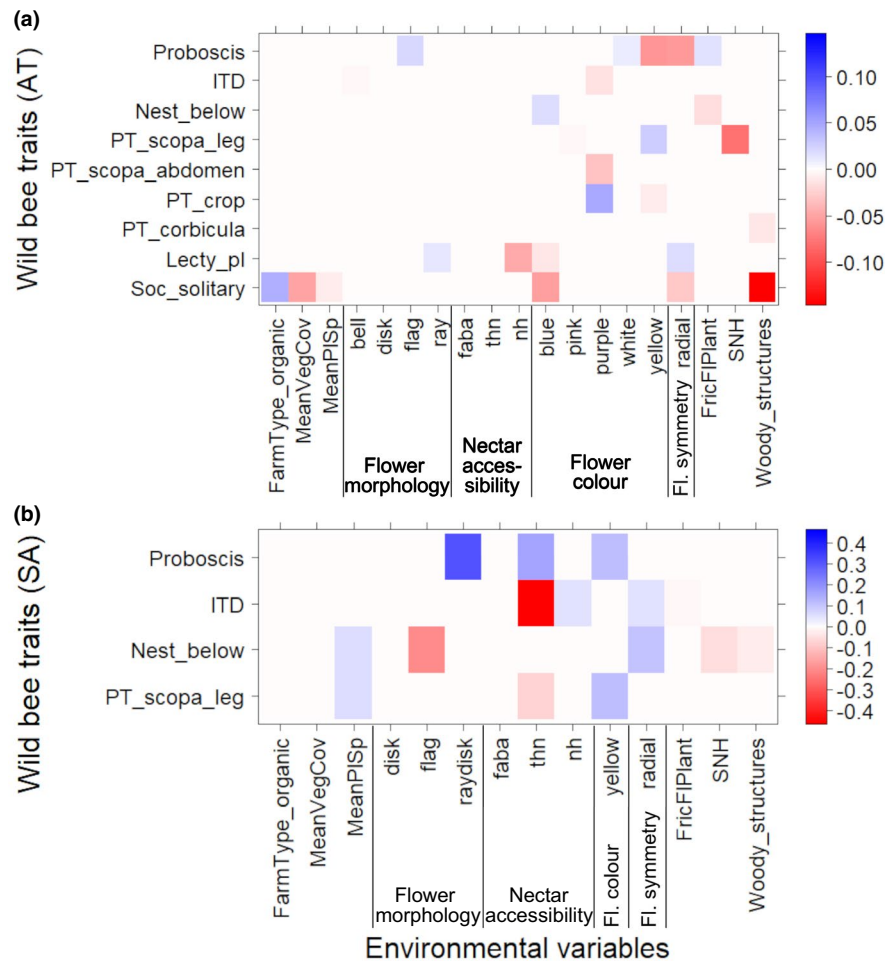 (a)
Wild bee traits (AT)
Proboscis
ITD
Nest_below
PT_scopa_leg
PT_scopa_abdomen
PT_crop
PT_corbicula
Lecty_pl
Soc_solitary
0.10
0.05
0.00
-0.05
-0.10
FarmType_organic
MeanVegCov
MeanPlSp
bell
disk
flag
ray
faba
thn
nh
blue
pink
purple
white
yellow
radial
FricFlPlant
SNH
Woody_structures
Flower
morphology
Nectar
acces-
sibility
Flower
colour
Fl. symmetry
(b)
Wild bee traits (SA)
Proboscis
ITD
Nest_below
PT_scopa_leg
0.4
0.3
0.2
0.1
0.0
-0.1
-0.2
-0.3
-0.4
FarmType_organic
MeanVegCov
MeanPlSp
disk
flag
raydisk
faba
thn
nh
yellow
radial
FricFlPlant
SNH
Woody_structures
Flower
morphology
Nectar
accessibility
Fl. colour
Fl. symmetry
Environmental variables